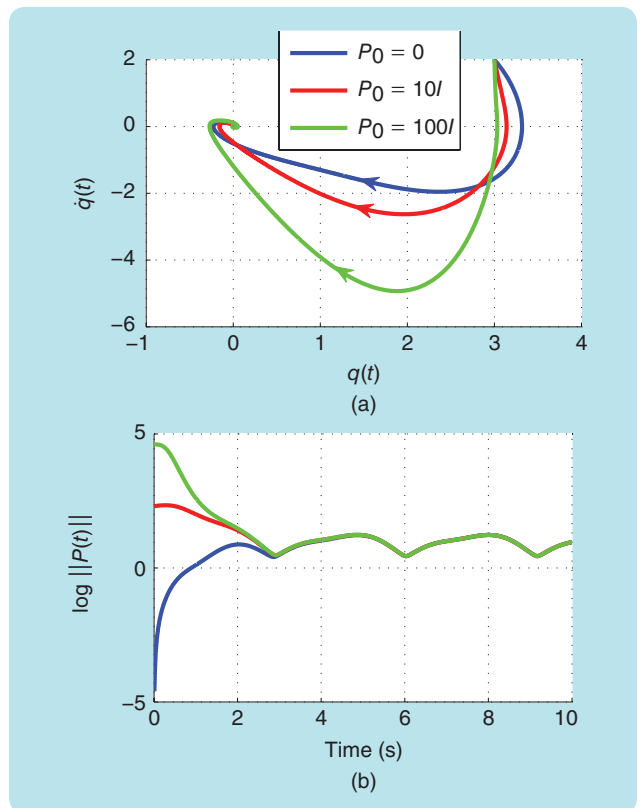 P0 = 0
P0 = 10I
P0 = 100I
2
0
−2
−4
−6
q̇(t)
−1
0
1
2
3
4
q(t)
(a)
5
0
−5
log ||P(t)||
0
2
4
6
8
10
Time (s)
(b)